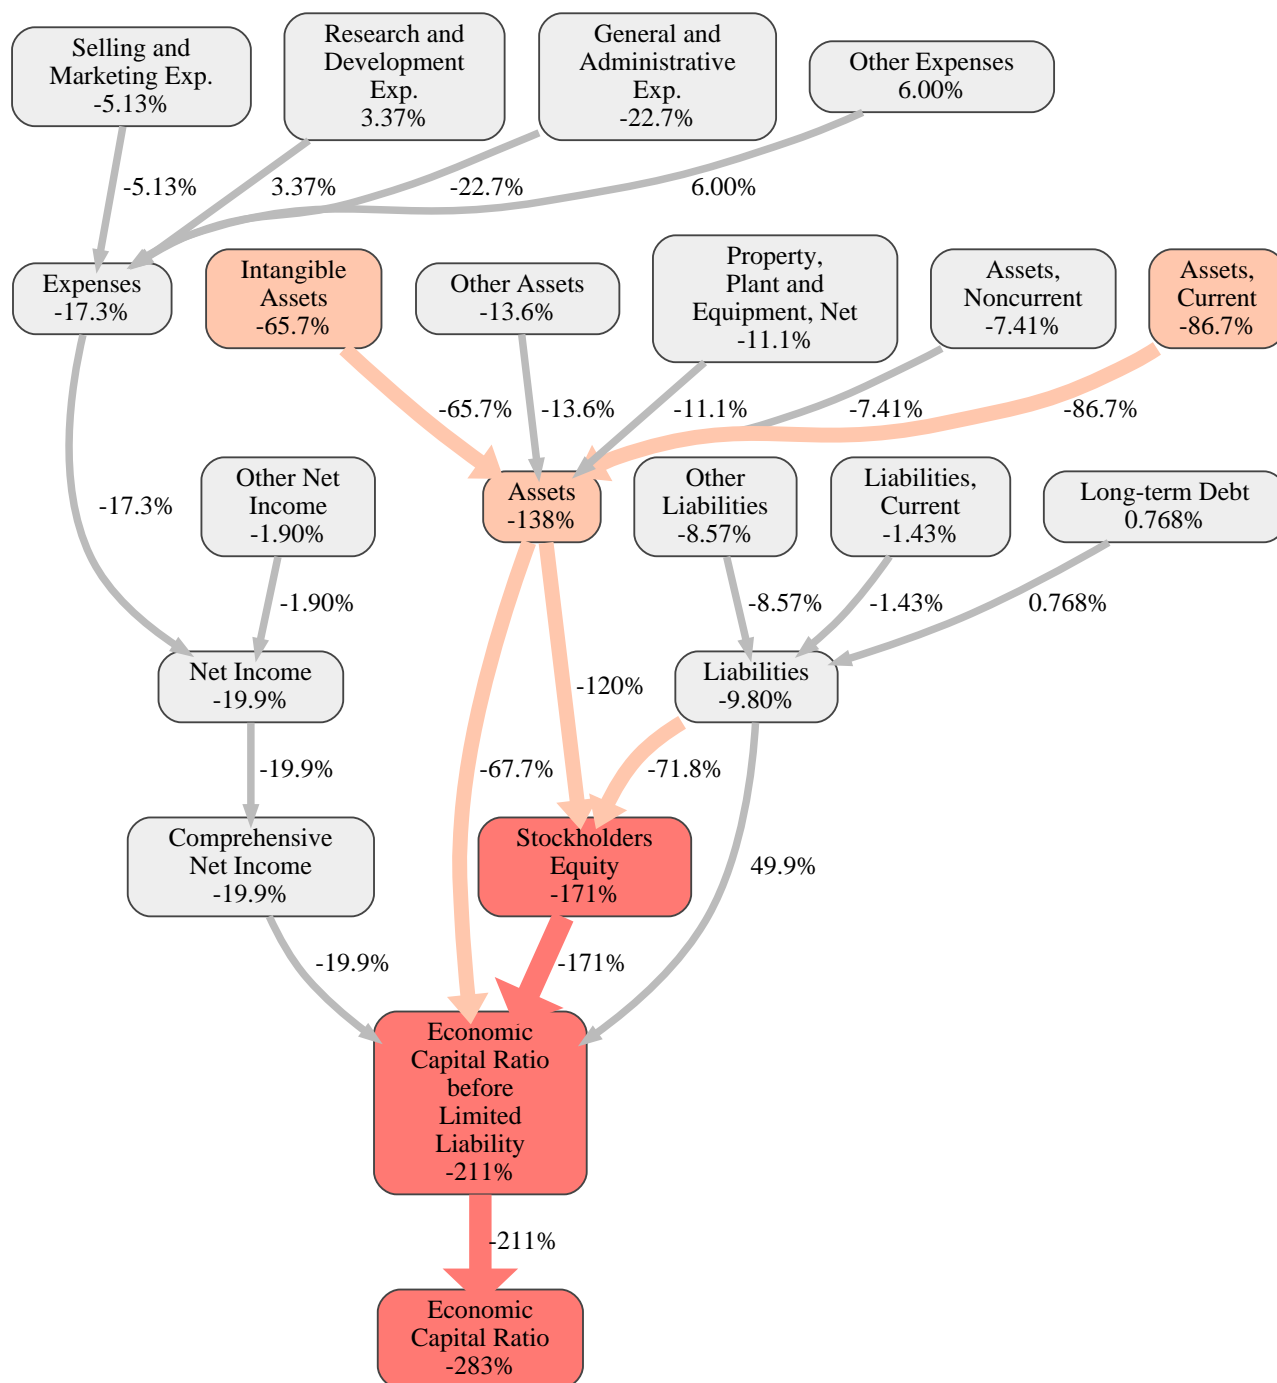 Selling and
Marketing Exp.
-5.13%
Research and
Development
Exp.
3.37%
General and
Administrative
Exp.
-22.7%
Other Expenses
6.00%
-5.13%
3.37%
-22.7%
6.00%
Expenses
-17.3%
Intangible
Assets
-65.7%
Other Assets
-13.6%
Property,
Plant and
Equipment, Net
-11.1%
Assets,
Noncurrent
-7.41%
Assets,
Current
-86.7%
-65.7%
-13.6%
-11.1%
-7.41%
-86.7%
-17.3%
Other Net
Income
-1.90%
Assets
-138%
Other
Liabilities
-8.57%
Liabilities,
Current
-1.43%
Long-term Debt
0.768%
-1.90%
-8.57%
-1.43%
0.768%
Net Income
-19.9%
-120%
Liabilities
-9.80%
-19.9%
-67.7%
-71.8%
Comprehensive
Net Income
-19.9%
Stockholders
Equity
-171%
49.9%
-19.9%
-171%
Economic
Capital Ratio
before
Limited
Liability
-211%
-211%
Economic
Capital Ratio
-283%